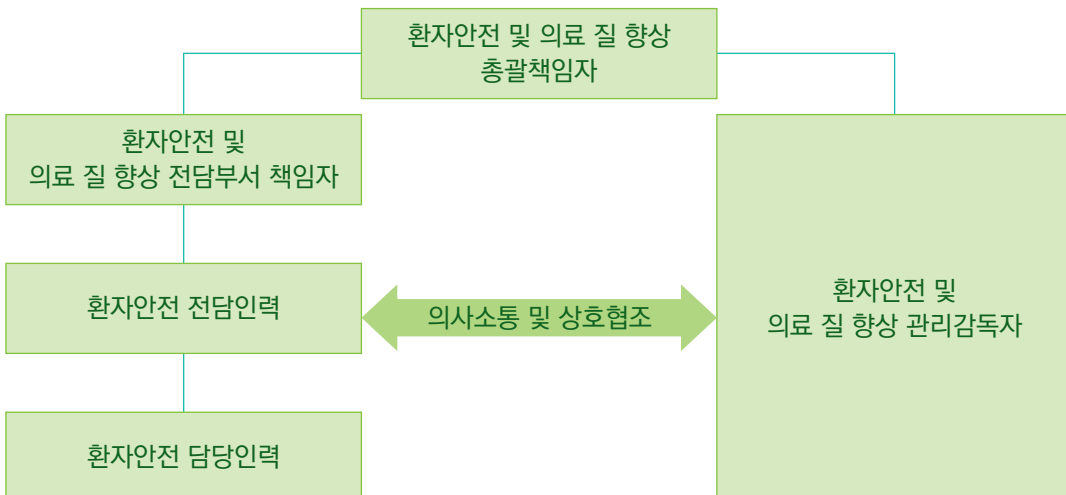 환자안전 및 의료 질 향상
총괄책임자
환자안전 및
의료 질 향상 전담부서 책임자
환자안전 전담인력
의사소통 및 상호협조
환자안전 및
의료 질 향상 관리감독자
환자안전 담당인력